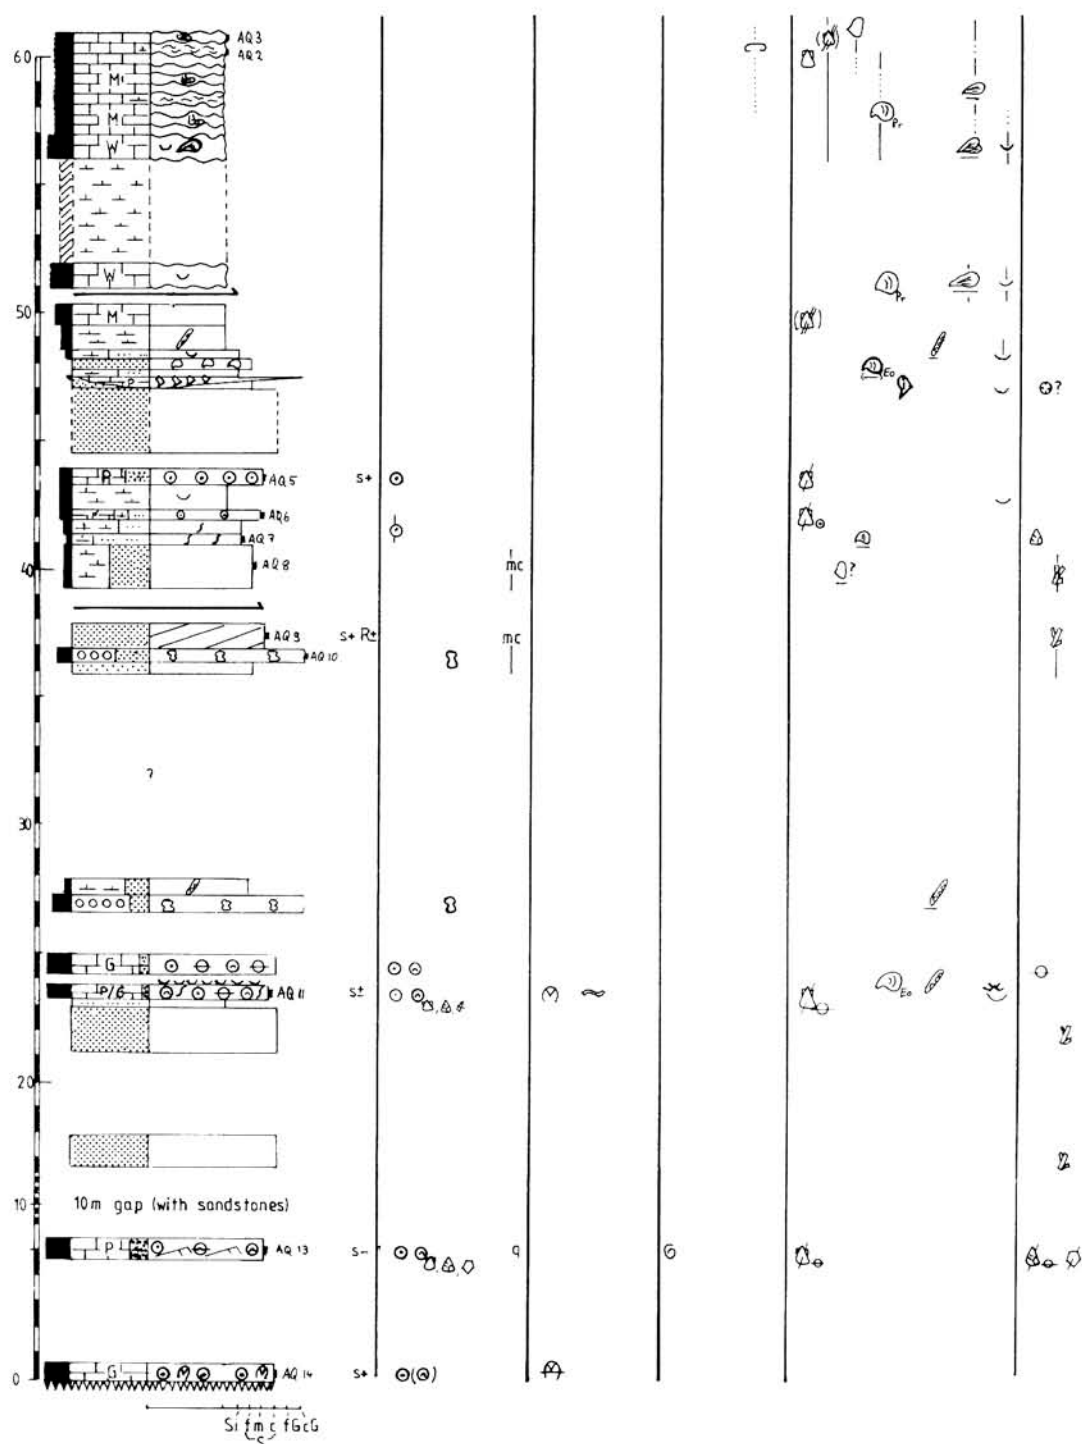 AQ3
60
AQ2
M
Pr
M
W
W
Pr
50
M
Eo
P
?
s+
AQ5
AQ6
AQ7
40
AQ8
mc
?
AQ9
s+ R±
mc
AQ10
?
30
G
P/G
AQ11
s±
Eo
20
10
10m gap (with sandstones)
P
AQ13
s-
q
G
G
AQ14
s+
0
Si f m c fG cG
S